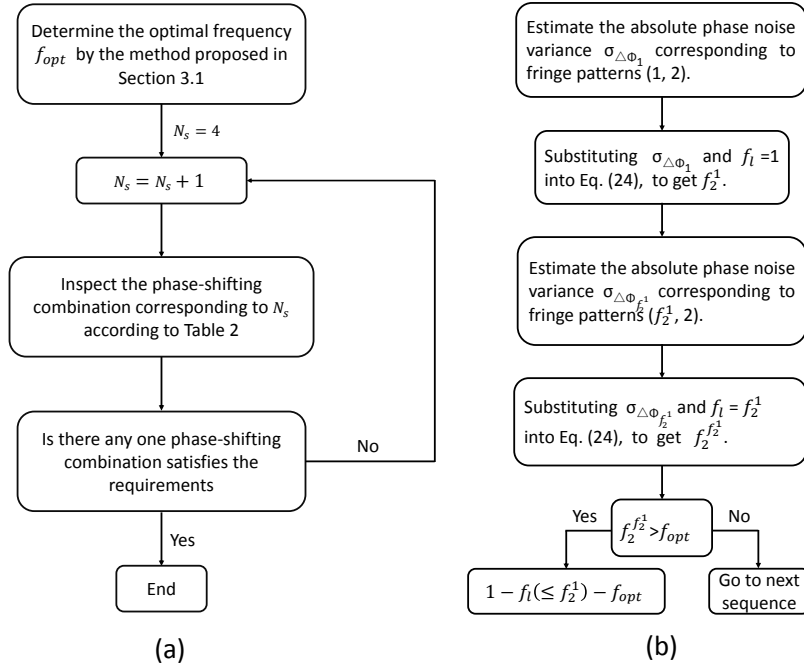 Determine the optimal frequency
f_opt by the method proposed in
Section 3.1
N_s = 4
N_s = N_s + 1
Inspect the phase-shifting
combination corresponding to N_s
according to Table 2
Is there any one phase-shifting
combination satisfies the
requirements
No
Yes
End
(a)
Estimate the absolute phase noise
variance σ_△Φ_1 corresponding to
fringe patterns (1, 2).
Substituting σ_△Φ_1 and f_l =1
into Eq. (24), to get f_2^1.
Estimate the absolute phase noise
variance σ_△Φ_{f_2^1} corresponding to
fringe patterns (f_2^1, 2).
Substituting σ_△Φ_{f_2^1} and f_l = f_2^1
into Eq. (24), to get f_2^{f_2^1}.
Yes
f_2^{f_2^1}>f_opt
No
1 − f_l(≤ f_2^1) − f_opt
Go to next
sequence
(b)